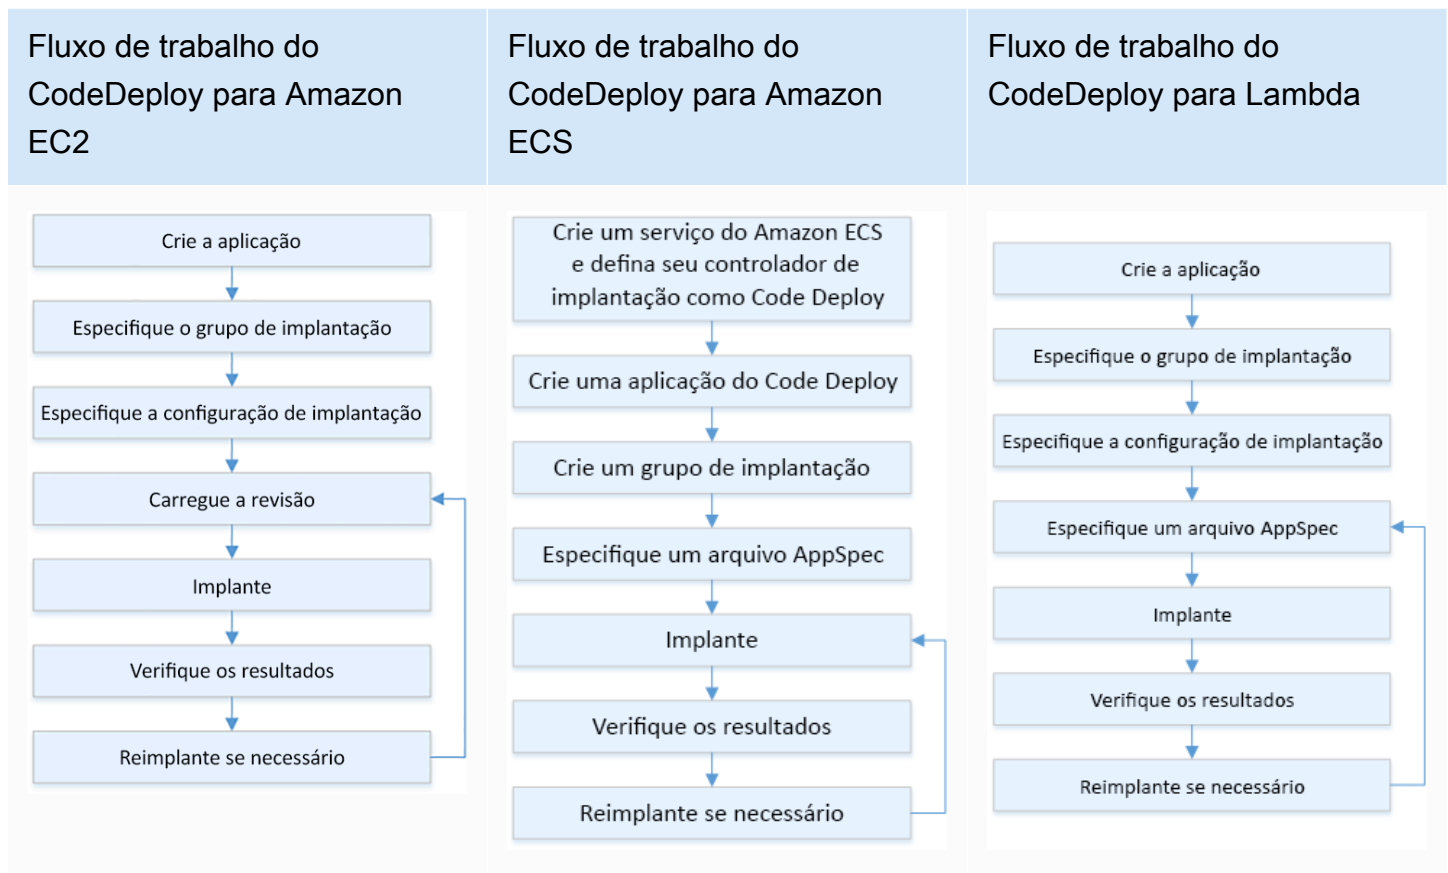 Fluxo de trabalho do
CodeDeploy para Amazon
EC2
Crie a aplicação
Especifique o grupo de implantação
Especifique a configuração de implantação
Carregue a revisão
Implante
Verifique os resultados
Reimplante se necessário
Fluxo de trabalho do
CodeDeploy para Amazon
ECS
Crie um serviço do Amazon ECS
e defina seu controlador de
implantação como Code Deploy
Crie uma aplicação do Code Deploy
Crie um grupo de implantação
Especifique um arquivo AppSpec
Implante
Verifique os resultados
Reimplante se necessário
Fluxo de trabalho do
CodeDeploy para Lambda
Crie a aplicação
Especifique o grupo de implantação
Especifique a configuração de implantação
Especifique um arquivo AppSpec
Implante
Verifique os resultados
Reimplante se necessário